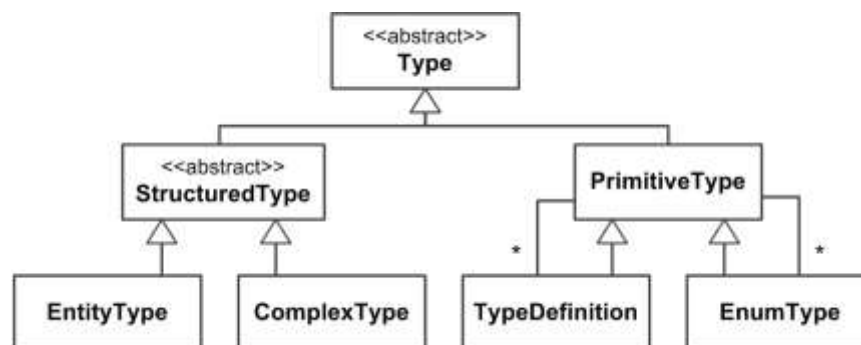 <<abstract>>
Type
<<abstract>>
StructuredType
PrimitiveType
*
*
EntityType
ComplexType
TypeDefinition
EnumType